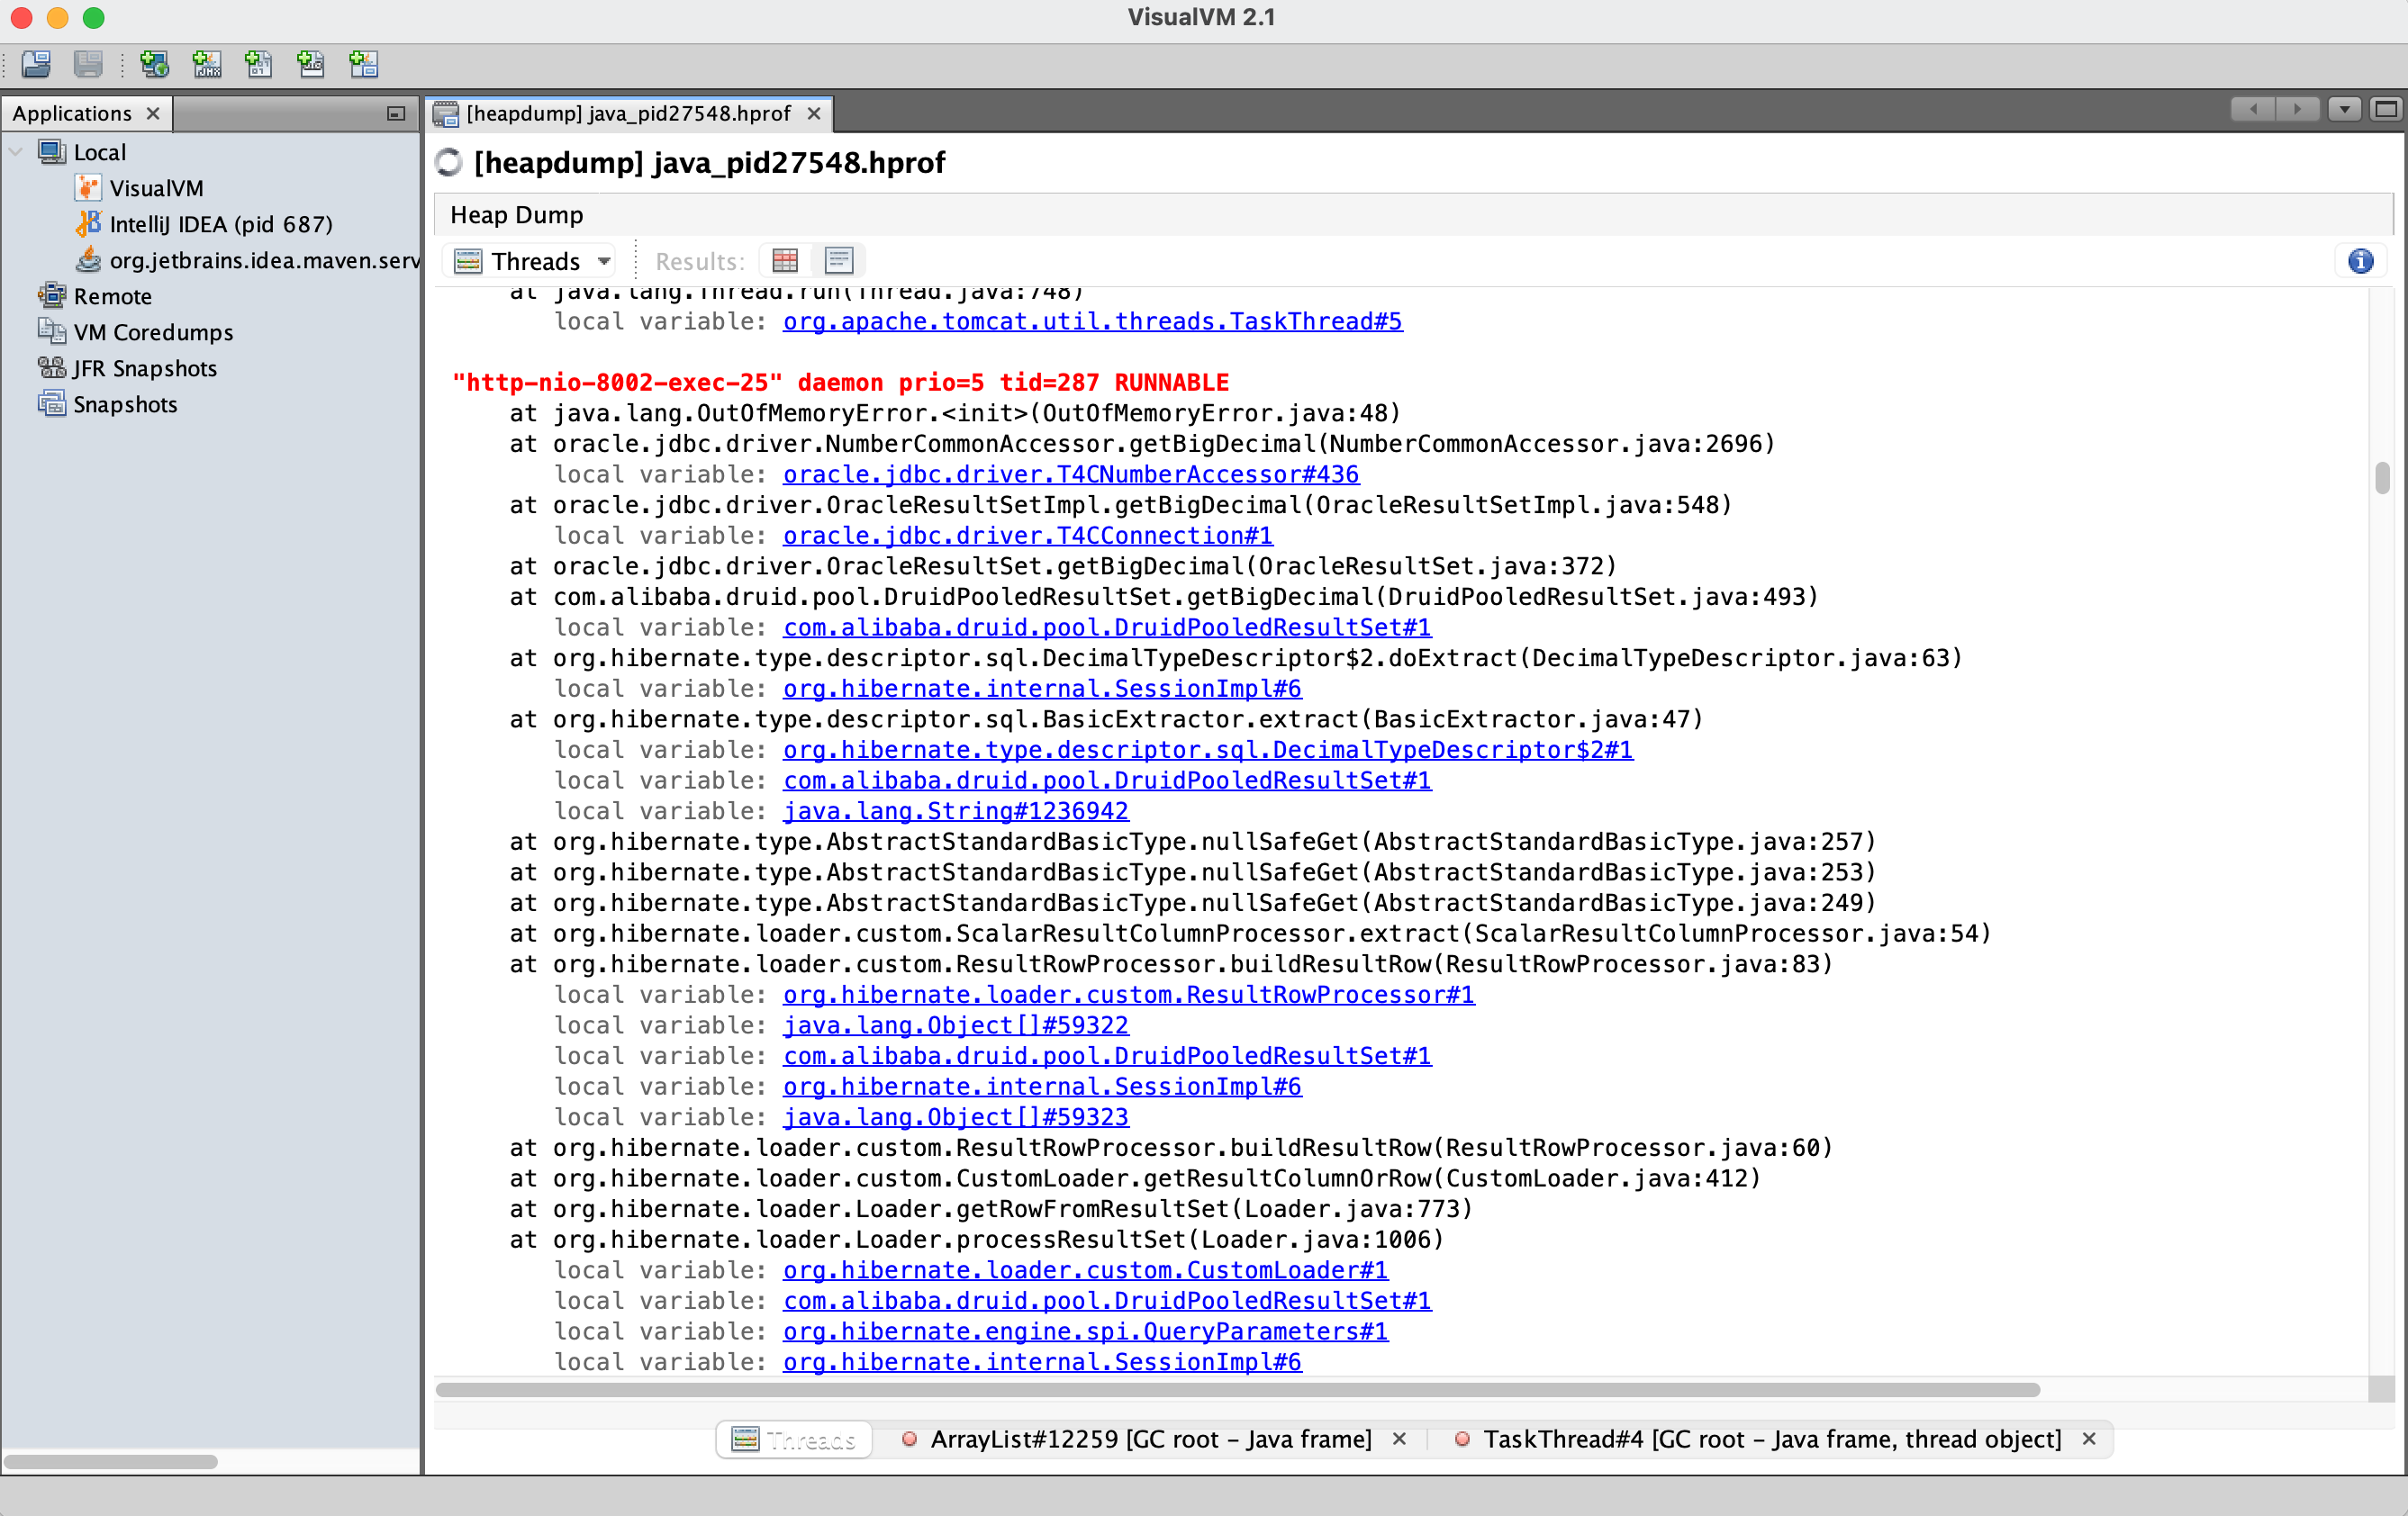 VisualVM 2.1
Applications
Local
VisualVM
IntelliJ IDEA (pid 687)
org.jetbrains.idea.maven.serv
Remote
VM Coredumps
JFR Snapshots
Snapshots
[heapdump] java_pid27548.hprof
[heapdump] java_pid27548.hprof
Heap Dump
Threads
Results:
at java.lang.Thread.run(Thread.java:748)
local variable: org.apache.tomcat.util.threads.TaskThread#5
"http-nio-8002-exec-25" daemon prio=5 tid=287 RUNNABLE
at java.lang.OutOfMemoryError.<init>(OutOfMemoryError.java:48)
at oracle.jdbc.driver.NumberCommonAccessor.getBigDecimal(NumberCommonAccessor.java:2696)
local variable: oracle.jdbc.driver.T4CNumberAccessor#436
at oracle.jdbc.driver.OracleResultSetImpl.getBigDecimal(OracleResultSetImpl.java:548)
local variable: oracle.jdbc.driver.T4CConnection#1
at oracle.jdbc.driver.OracleResultSet.getBigDecimal(OracleResultSet.java:372)
at com.alibaba.druid.pool.DruidPooledResultSet.getBigDecimal(DruidPooledResultSet.java:493)
local variable: com.alibaba.druid.pool.DruidPooledResultSet#1
at org.hibernate.type.descriptor.sql.DecimalTypeDescriptor$2.doExtract(DecimalTypeDescriptor.java:63)
local variable: org.hibernate.internal.SessionImpl#6
at org.hibernate.type.descriptor.sql.BasicExtractor.extract(BasicExtractor.java:47)
local variable: org.hibernate.type.descriptor.sql.DecimalTypeDescriptor$2#1
local variable: com.alibaba.druid.pool.DruidPooledResultSet#1
local variable: java.lang.String#1236942
at org.hibernate.type.AbstractStandardBasicType.nullSafeGet(AbstractStandardBasicType.java:257)
at org.hibernate.type.AbstractStandardBasicType.nullSafeGet(AbstractStandardBasicType.java:253)
at org.hibernate.type.AbstractStandardBasicType.nullSafeGet(AbstractStandardBasicType.java:249)
at org.hibernate.loader.custom.ScalarResultColumnProcessor.extract(ScalarResultColumnProcessor.java:54)
at org.hibernate.loader.custom.ResultRowProcessor.buildResultRow(ResultRowProcessor.java:83)
local variable: org.hibernate.loader.custom.ResultRowProcessor#1
local variable: java.lang.Object[]#59322
local variable: com.alibaba.druid.pool.DruidPooledResultSet#1
local variable: org.hibernate.internal.SessionImpl#6
local variable: java.lang.Object[]#59323
at org.hibernate.loader.custom.ResultRowProcessor.buildResultRow(ResultRowProcessor.java:60)
at org.hibernate.loader.custom.CustomLoader.getResultColumnOrRow(CustomLoader.java:412)
at org.hibernate.loader.Loader.getRowFromResultSet(Loader.java:773)
at org.hibernate.loader.Loader.processResultSet(Loader.java:1006)
local variable: org.hibernate.loader.custom.CustomLoader#1
local variable: com.alibaba.druid.pool.DruidPooledResultSet#1
local variable: org.hibernate.engine.spi.QueryParameters#1
local variable: org.hibernate.internal.SessionImpl#6
Threads
ArrayList#12259 [GC root - Java frame]
TaskThread#4 [GC root - Java frame, thread object]